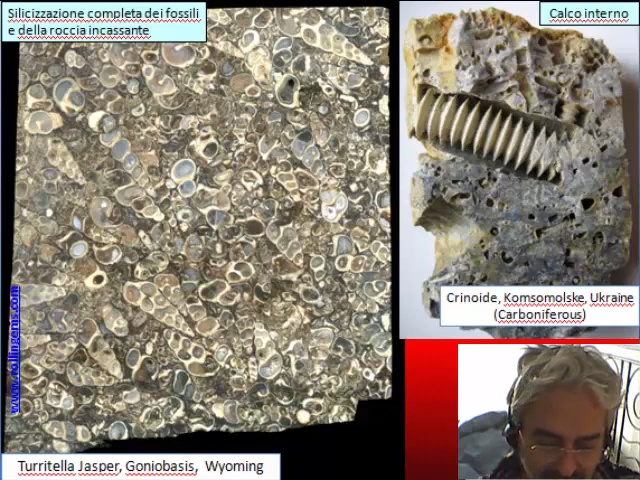 Silicizzazione completa dei fossili
e della roccia incassante
Calco interno
Crinoide, Komsomolske, Ukraine
(Carboniferous)
Turritella Jasper, Goniobasis, Wyoming